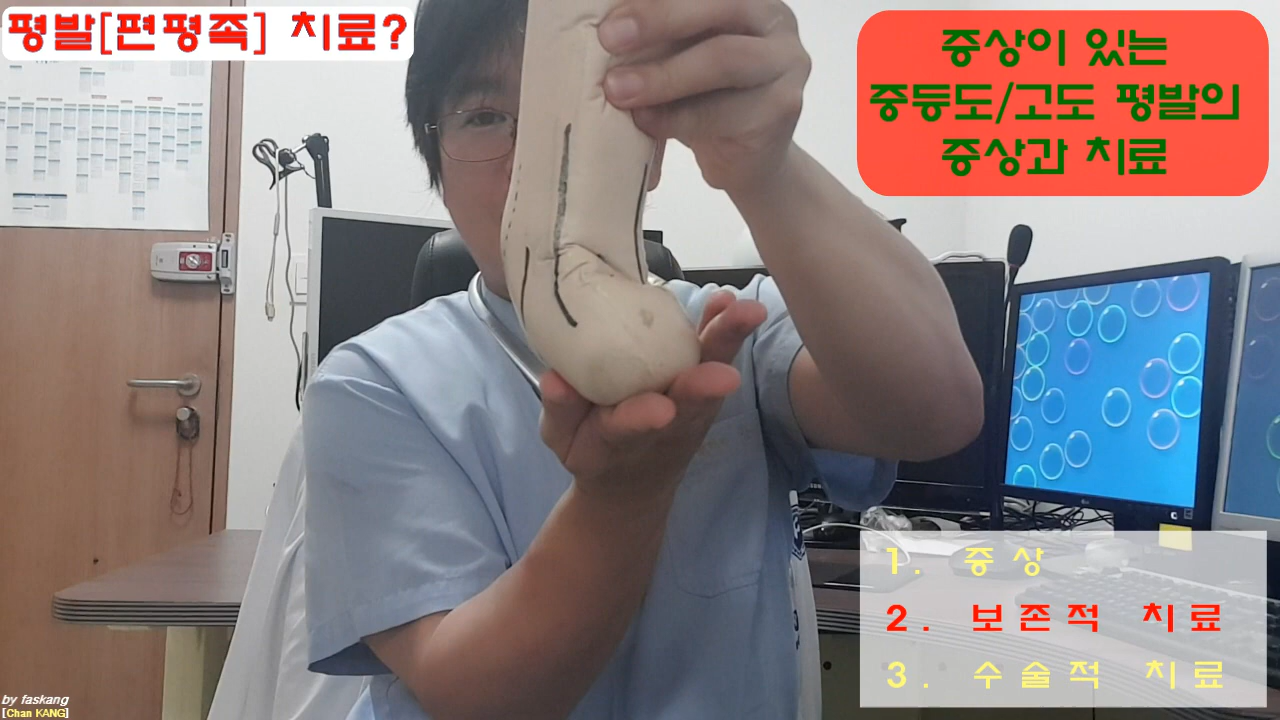 평발[편평족] 치료?
증상이 있는
중등도/고도 평발의
증상과 치료
1. 증상
2. 보존적 치료
3. 수술적 치료
by faskang
[Chan KANG]